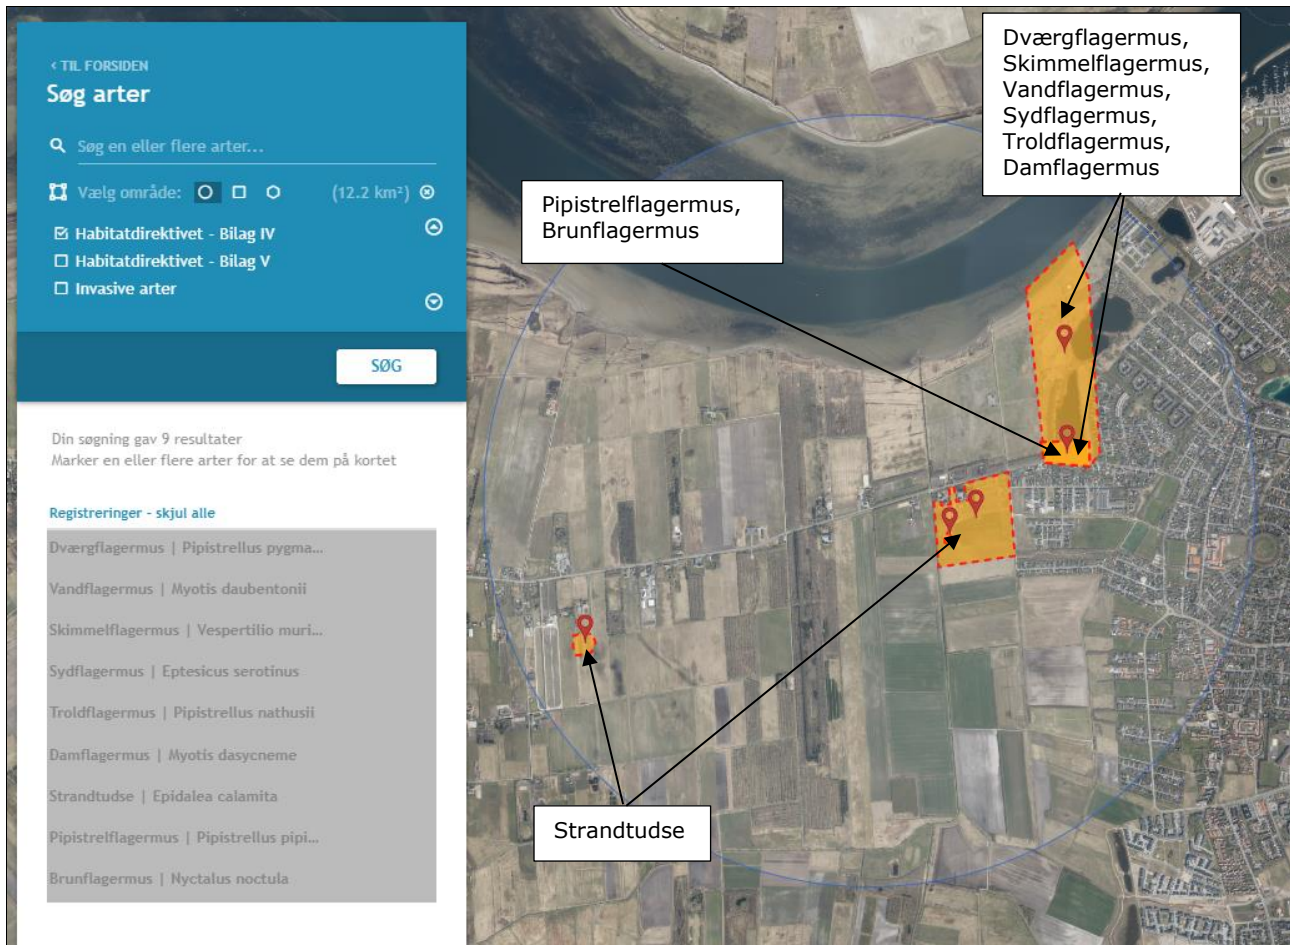 ‹ TIL FORSIDEN
Søg arter
Søg en eller flere arter...
Vælg område:
(12.2 km²)
Habitatdirektivet - Bilag IV
Habitatdirektivet - Bilag V
Invasive arter
SØG
Din søgning gav 9 resultater
Marker en eller flere arter for at se dem på kortet
Registreringer - skjul alle
Dværgflagermus | Pipistrellus pygma...
Vandflagermus | Myotis daubentonii
Skimmelflagermus | Vespertilio muri...
Sydflagermus | Eptesicus serotinus
Troldflagermus | Pipistrellus nathusii
Damflagermus | Myotis dasycneme
Strandtudse | Epidalea calamita
Pipistrelflagermus | Pipistrellus pipi...
Brunflagermus | Nyctalus noctula
Pipistrelflagermus,
Brunflagermus
Dværgflagermus,
Skimmelflagermus,
Vandflagermus,
Sydflagermus,
Troldflagermus,
Damflagermus
Strandtudse